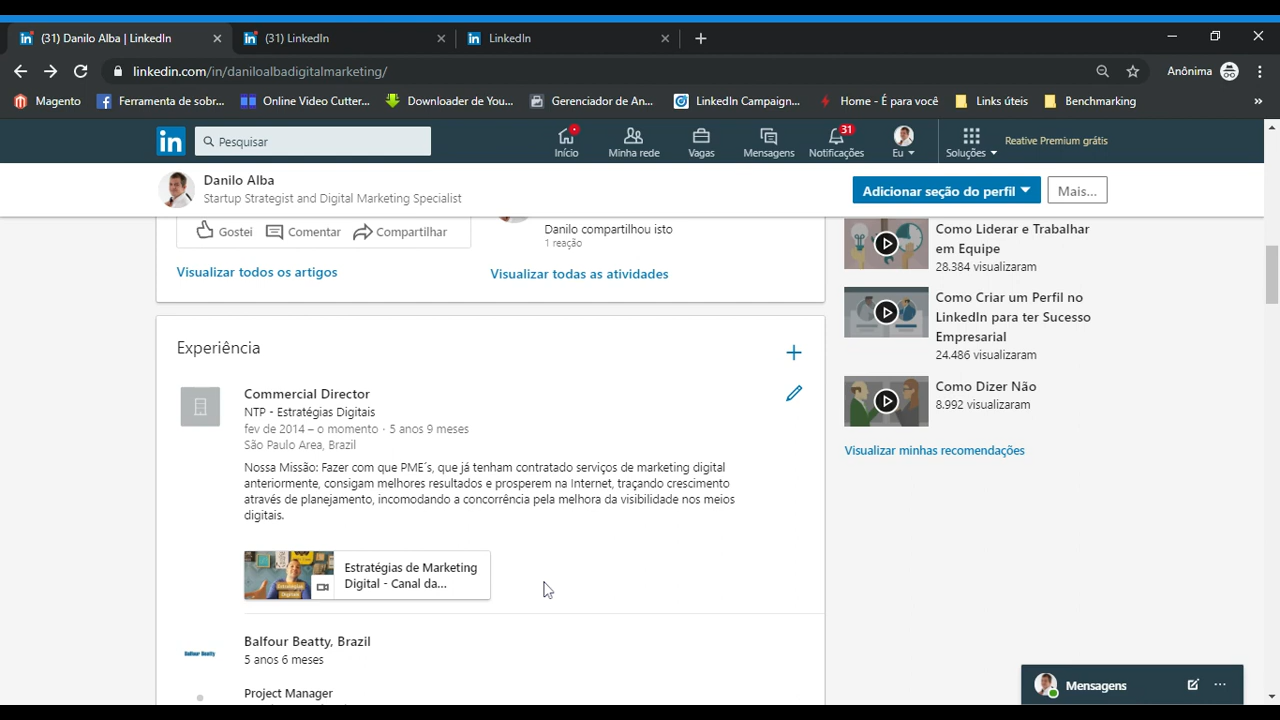 (31) Danilo Alba | LinkedIn
(31) LinkedIn
LinkedIn
linkedin.com/in/daniloalbadigitalmarketing/
Anônima
Magento
Ferramenta de sobr...
Online Video Cutter...
Downloader de You...
Gerenciador de An...
LinkedIn Campaign...
Home - É para você
Links úteis
Benchmarking
»
in
Pesquisar
Início
Minha rede
Vagas
Mensagens
31
Notificações
Eu
Soluções
Reative Premium grátis
Danilo Alba
Startup Strategist and Digital Marketing Specialist
Adicionar seção do perfil
Mais...
Gostei
Comentar
Compartilhar
Danilo compartilhou isto
1 reação
Visualizar todos os artigos
Visualizar todas as atividades
Como Liderar e Trabalhar
em Equipe
28.384 visualizaram
Como Criar um Perfil no
LinkedIn para ter Sucesso
Empresarial
24.486 visualizaram
Como Dizer Não
8.992 visualizaram
Visualizar minhas recomendações
Experiência
Commercial Director
NTP - Estratégias Digitais
fev de 2014 – o momento · 5 anos 9 meses
São Paulo Area, Brazil
Nossa Missão: Fazer com que PME´s, que já tenham contratado serviços de marketing digital
anteriormente, consigam melhores resultados e prosperem na Internet, traçando crescimento
através de planejamento, incomodando a concorrência pela melhora da visibilidade nos meios
digitais.
Estratégias de Marketing
Digital - Canal da...
Balfour Beatty
Balfour Beatty, Brazil
5 anos 6 meses
Project Manager
Mensagens